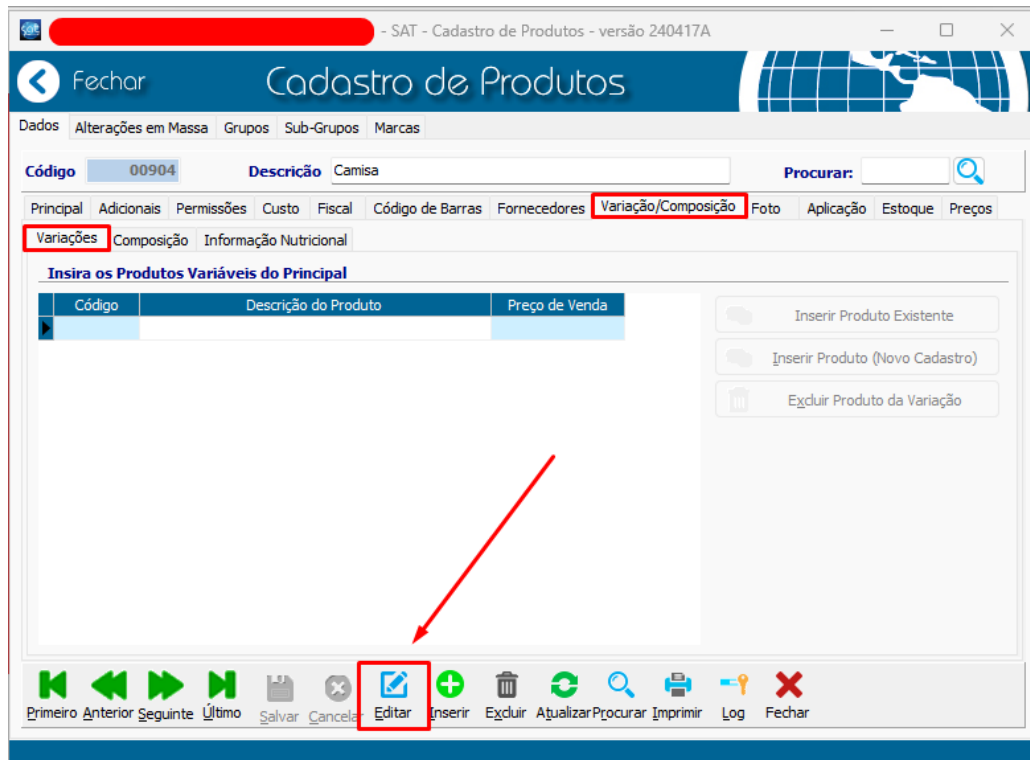 - SAT - Cadastro de Produtos - versão 240417A
Fechar Cadastro de Produtos
Dados Alterações em Massa Grupos Sub-Grupos Marcas
Código 00904 Descrição Camisa Procurar:
Principal Adicionais Permissões Custo Fiscal Código de Barras Fornecedores Variação/Composição Foto Aplicação Estoque Preços
Variações Composição Informação Nutricional
Insira os Produtos Variáveis do Principal
Código Descrição do Produto Preço de Venda
Inserir Produto Existente
Inserir Produto (Novo Cadastro)
Excluir Produto da Variação
Primeiro Anterior Seguinte Último Salvar Cancelar Editar Inserir Excluir Atualizar Procurar Imprimir Log Fechar